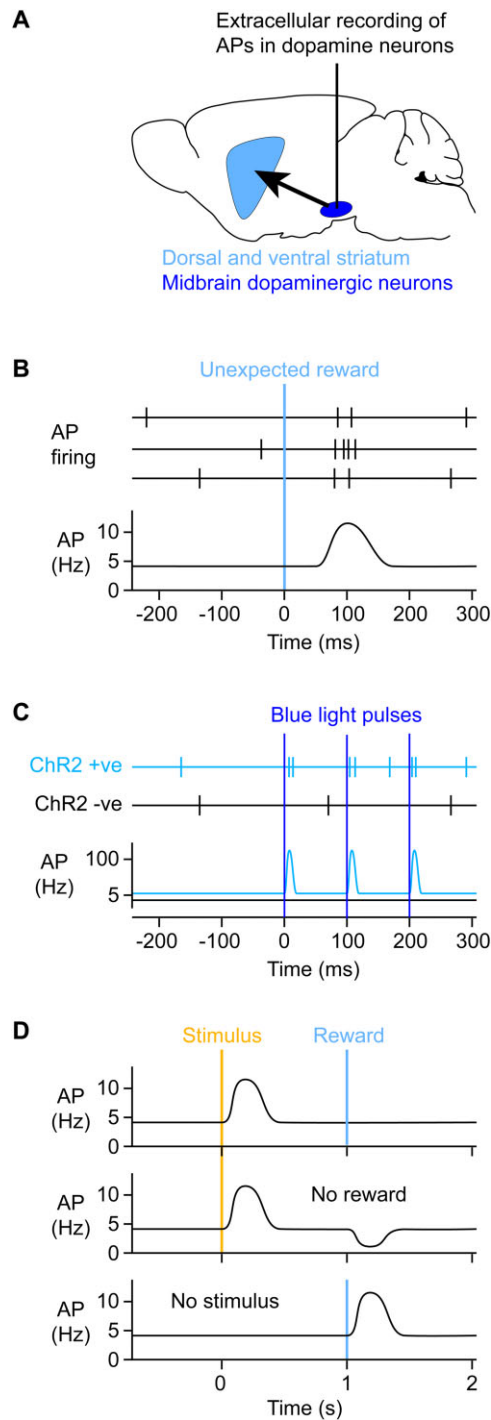 A
Extracellular recording of
APs in dopamine neurons
Dorsal and ventral striatum
Midbrain dopaminergic neurons
B
Unexpected reward
AP
firing
AP
(Hz)
10
5
0
-200 -100 0 100 200 300
Time (ms)
C
Blue light pulses
ChR2 +ve
ChR2 -ve
AP
(Hz)
100
5
-200 -100 0 100 200 300
Time (ms)
D
Stimulus Reward
AP
(Hz)
10
5
0
AP
(Hz)
10
5
0
No reward
AP
(Hz)
10
5
0
No stimulus
0 1 2
Time (s)